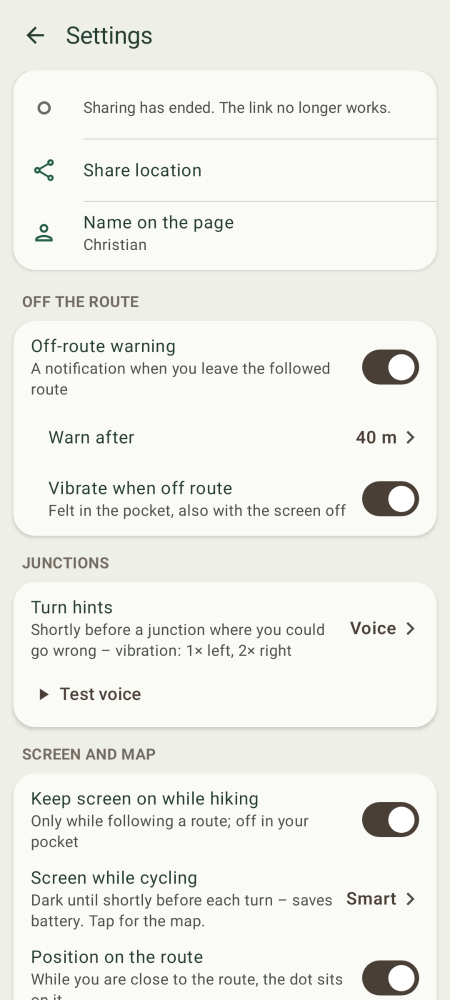 Settings
Sharing has ended. The link no longer works.
Share location
Name on the page
Christian
OFF THE ROUTE
Off-route warning
A notification when you leave the followed
route
Warn after
40 m
Vibrate when off route
Felt in the pocket, also with the screen off
JUNCTIONS
Turn hints
Shortly before a junction where you could
go wrong – vibration: 1× left, 2× right
Voice
Test voice
SCREEN AND MAP
Keep screen on while hiking
Only while following a route; off in your
pocket
Screen while cycling
Dark until shortly before each turn – saves
battery. Tap for the map.
Smart
Position on the route
While you are close to the route, the dot sits
on it